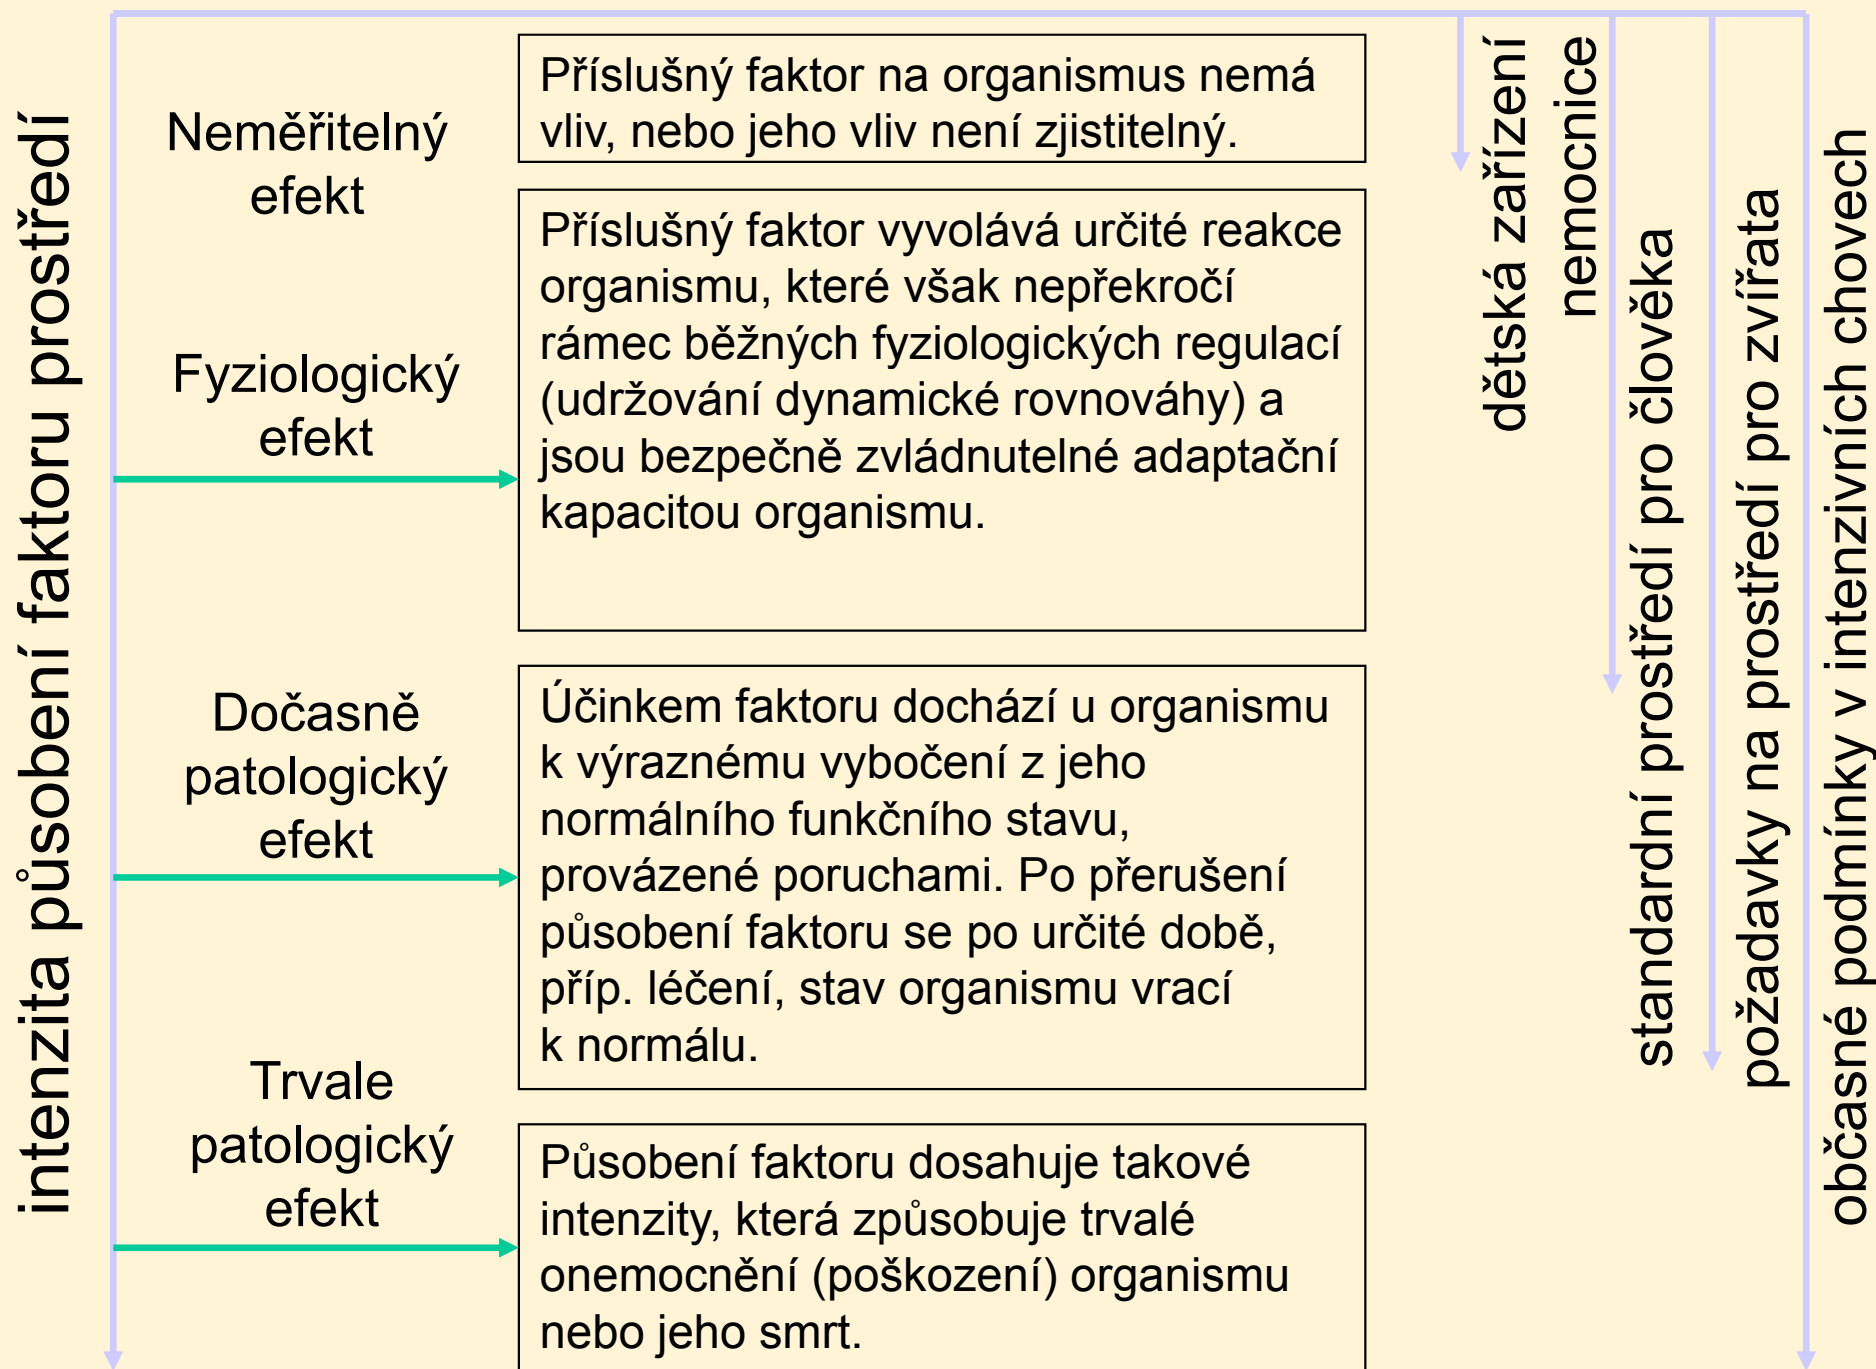 intenzita působení faktoru prostředí
Neměřitelný
efekt
Příslušný faktor na organismus nemá
vliv, nebo jeho vliv není zjistitelný.
Fyziologický
efekt
Příslušný faktor vyvolává určité reakce
organismu, které však nepřekročí
rámec běžných fyziologických regulací
(udržování dynamické rovnováhy) a
jsou bezpečně zvládnutelné adaptační
kapacitou organismu.
Dočasně
patologický
efekt
Účinkem faktoru dochází u organismu
k výraznému vybočení z jeho
normálního funkčního stavu,
provázené poruchami. Po přerušení
působení faktoru se po určité době,
příp. léčení, stav organismu vrací
k normálu.
Trvale
patologický
efekt
Působení faktoru dosahuje takové
intenzity, která způsobuje trvalé
onemocnění (poškození) organismu
nebo jeho smrt.
dětská zařízení
nemocnice
standardní prostředí pro člověka
požadavky na prostředí pro zvířata
občasné podmínky v intenzivních chovech